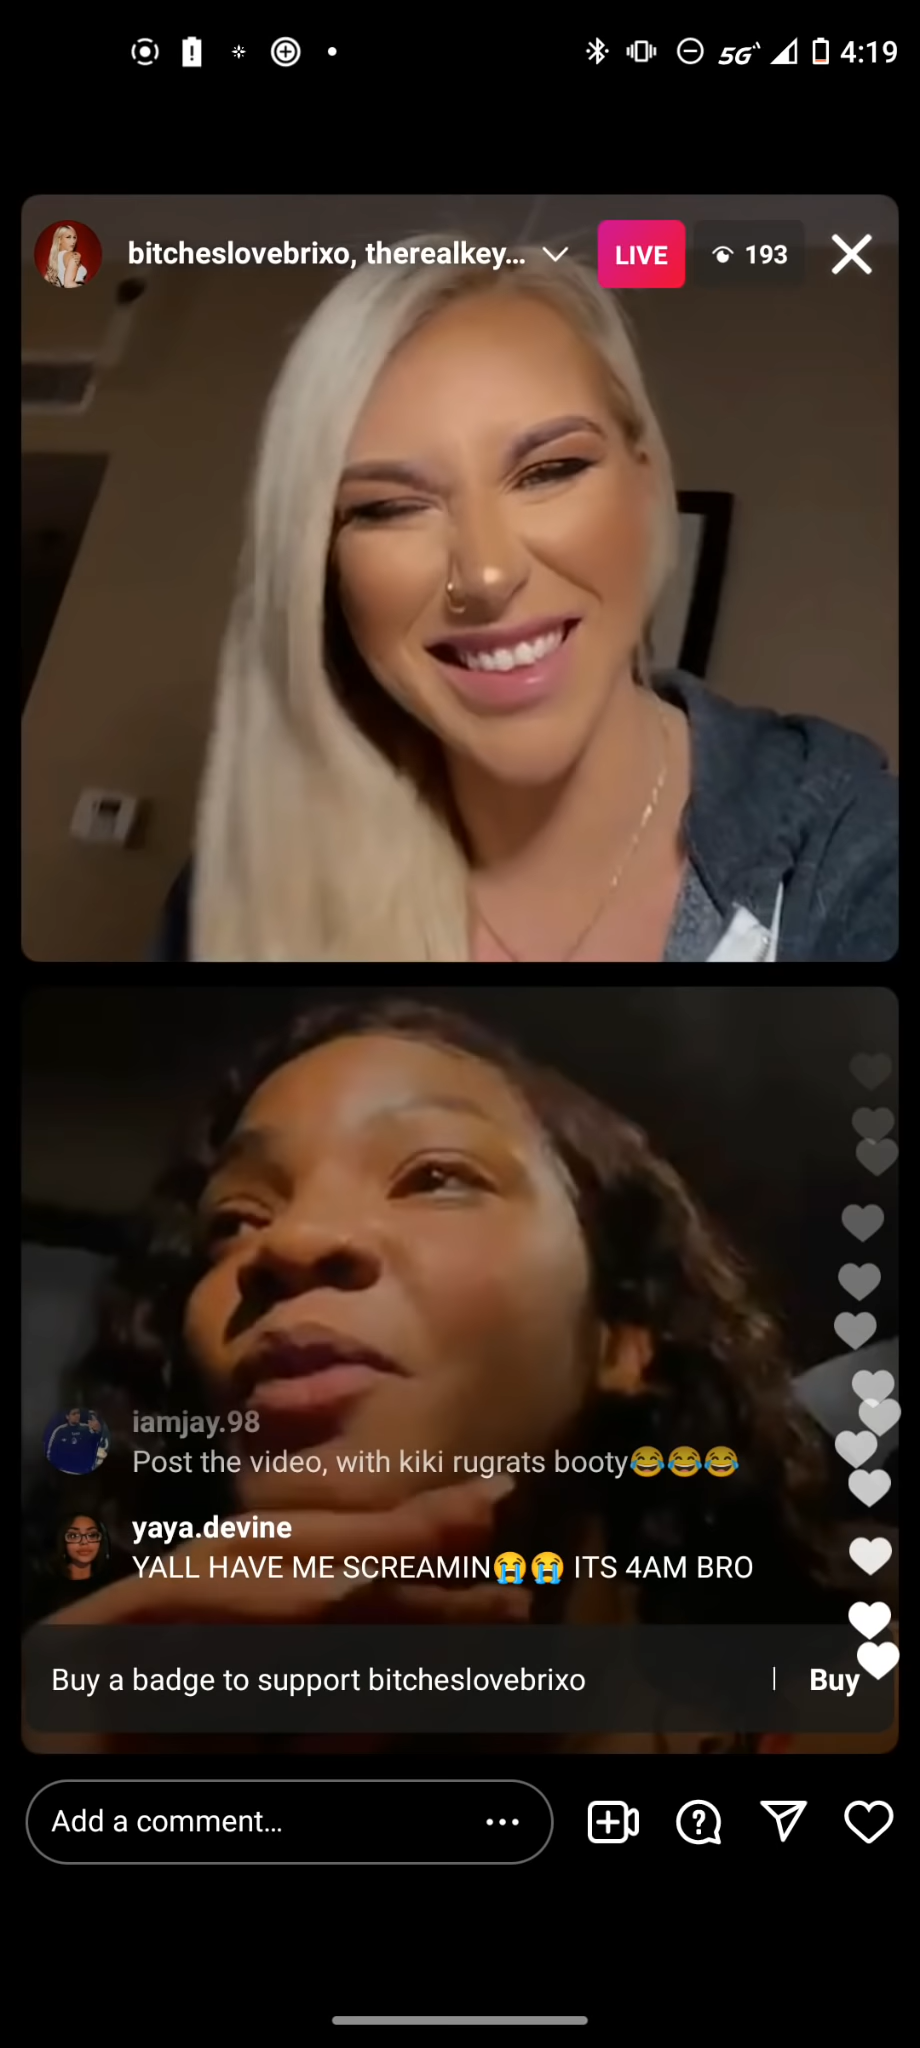 5G 4:19
bitcheslovebrixo, therealkey... LIVE 193
iamjay.98
Post the video, with kiki rugrats booty😂😂😂
yaya.devine
YALL HAVE ME SCREAMIN😭😭 ITS 4AM BRO
Buy a badge to support bitcheslovebrixo | Buy
Add a comment...